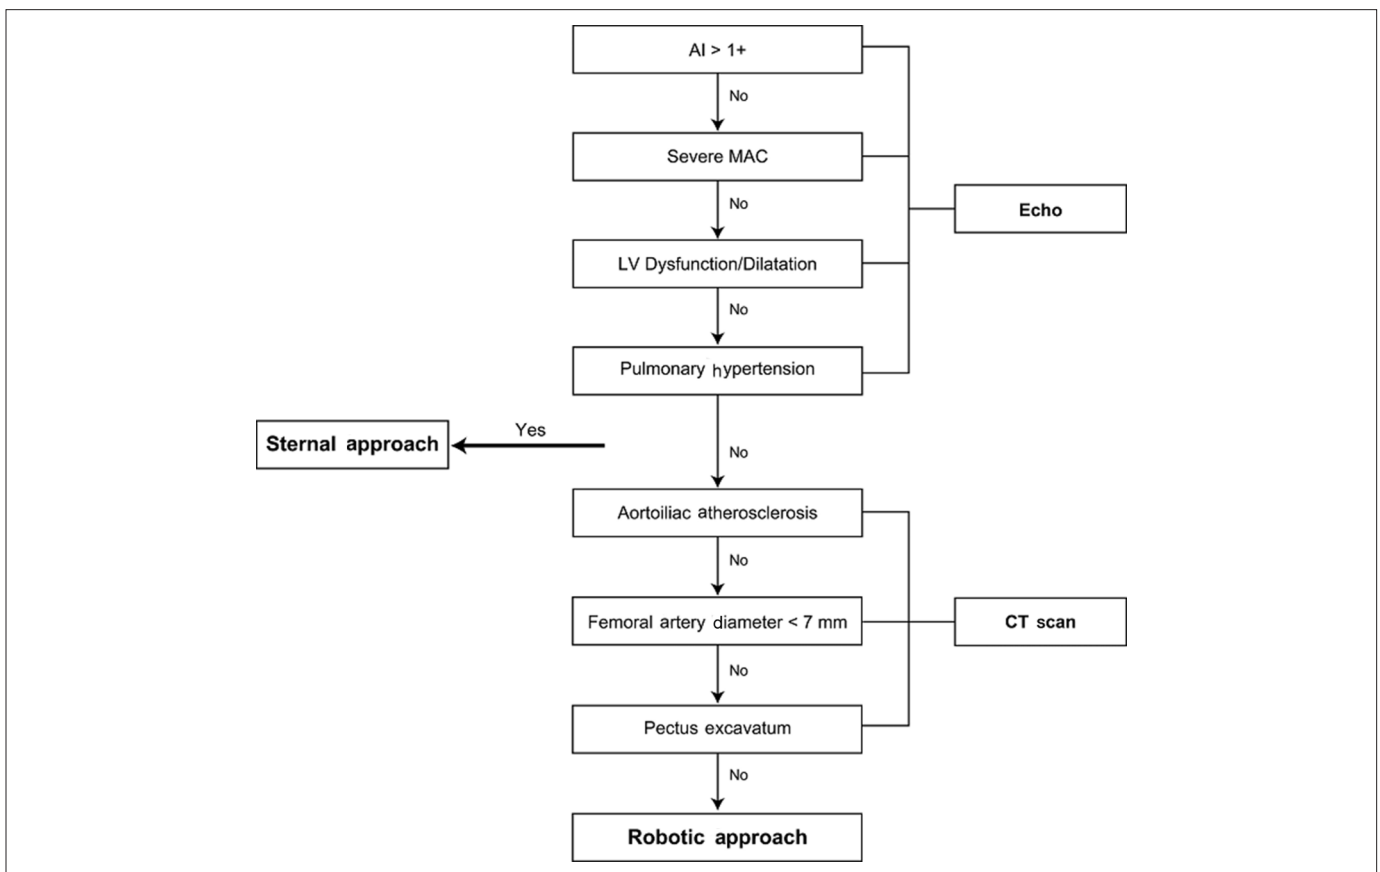 AI > 1+
No
Severe MAC
No
Echo
LV Dysfunction/Dilatation
No
Pulmonary hypertension
Sternal approach
Yes
No
Aortoiliac atherosclerosis
No
Femoral artery diameter < 7 mm
CT scan
No
Pectus excavatum
No
Robotic approach